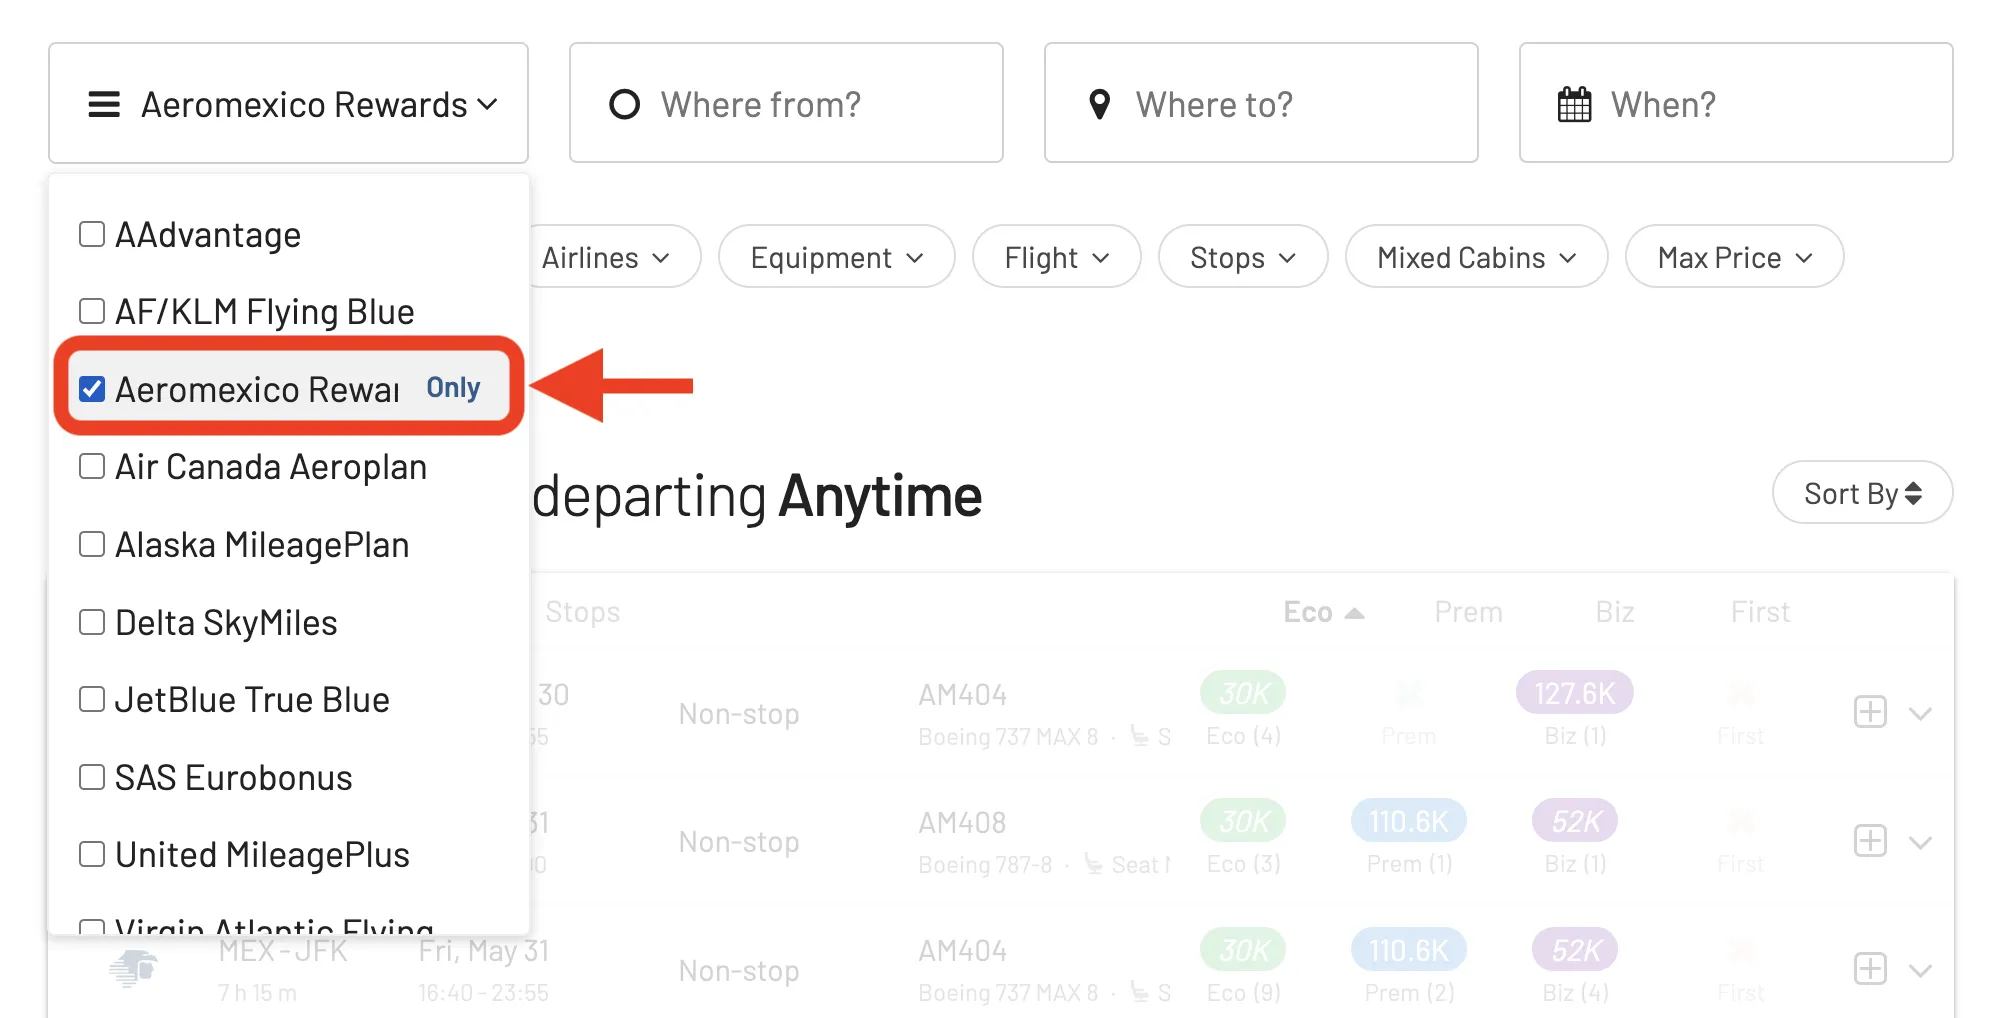 Aeromexico Rewards
Where from?
Where to?
When?
AAdvantage
AF/KLM Flying Blue
Aeromexico Rewar Only
Air Canada Aeroplan
Alaska MileagePlan
Delta SkyMiles
JetBlue True Blue
SAS Eurobonus
United MileagePlus
Virgin Atlantic Flying
Airlines
Equipment
Flight
Stops
Mixed Cabins
Max Price
departing Anytime
Sort By
Stops Eco Prem Biz First
30 Non-stop AM404 30K 127.6K
55 Boeing 737 MAX 8 · S Eco (4) Prem Biz (1) First
31 Non-stop AM408 30K 110.6K 52K
00 Boeing 787-8 · Seat Eco (3) Prem (1) Biz (1) First
MEX-JFK Fri, May 31 Non-stop AM404 30K 110.6K 52K
7 h 15 m 16:40 - 23:55 Boeing 737 MAX 8 · S Eco (9) Prem (2) Biz (4) First